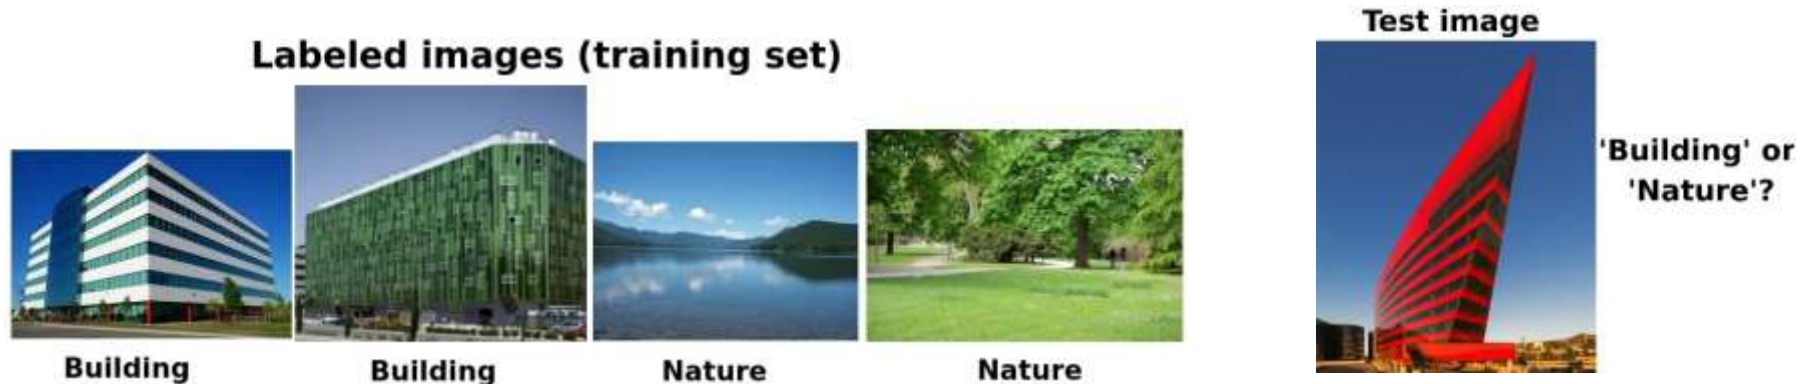 Labeled images (training set)
Building
Building
Nature
Nature
Test image
'Building' or
'Nature'?